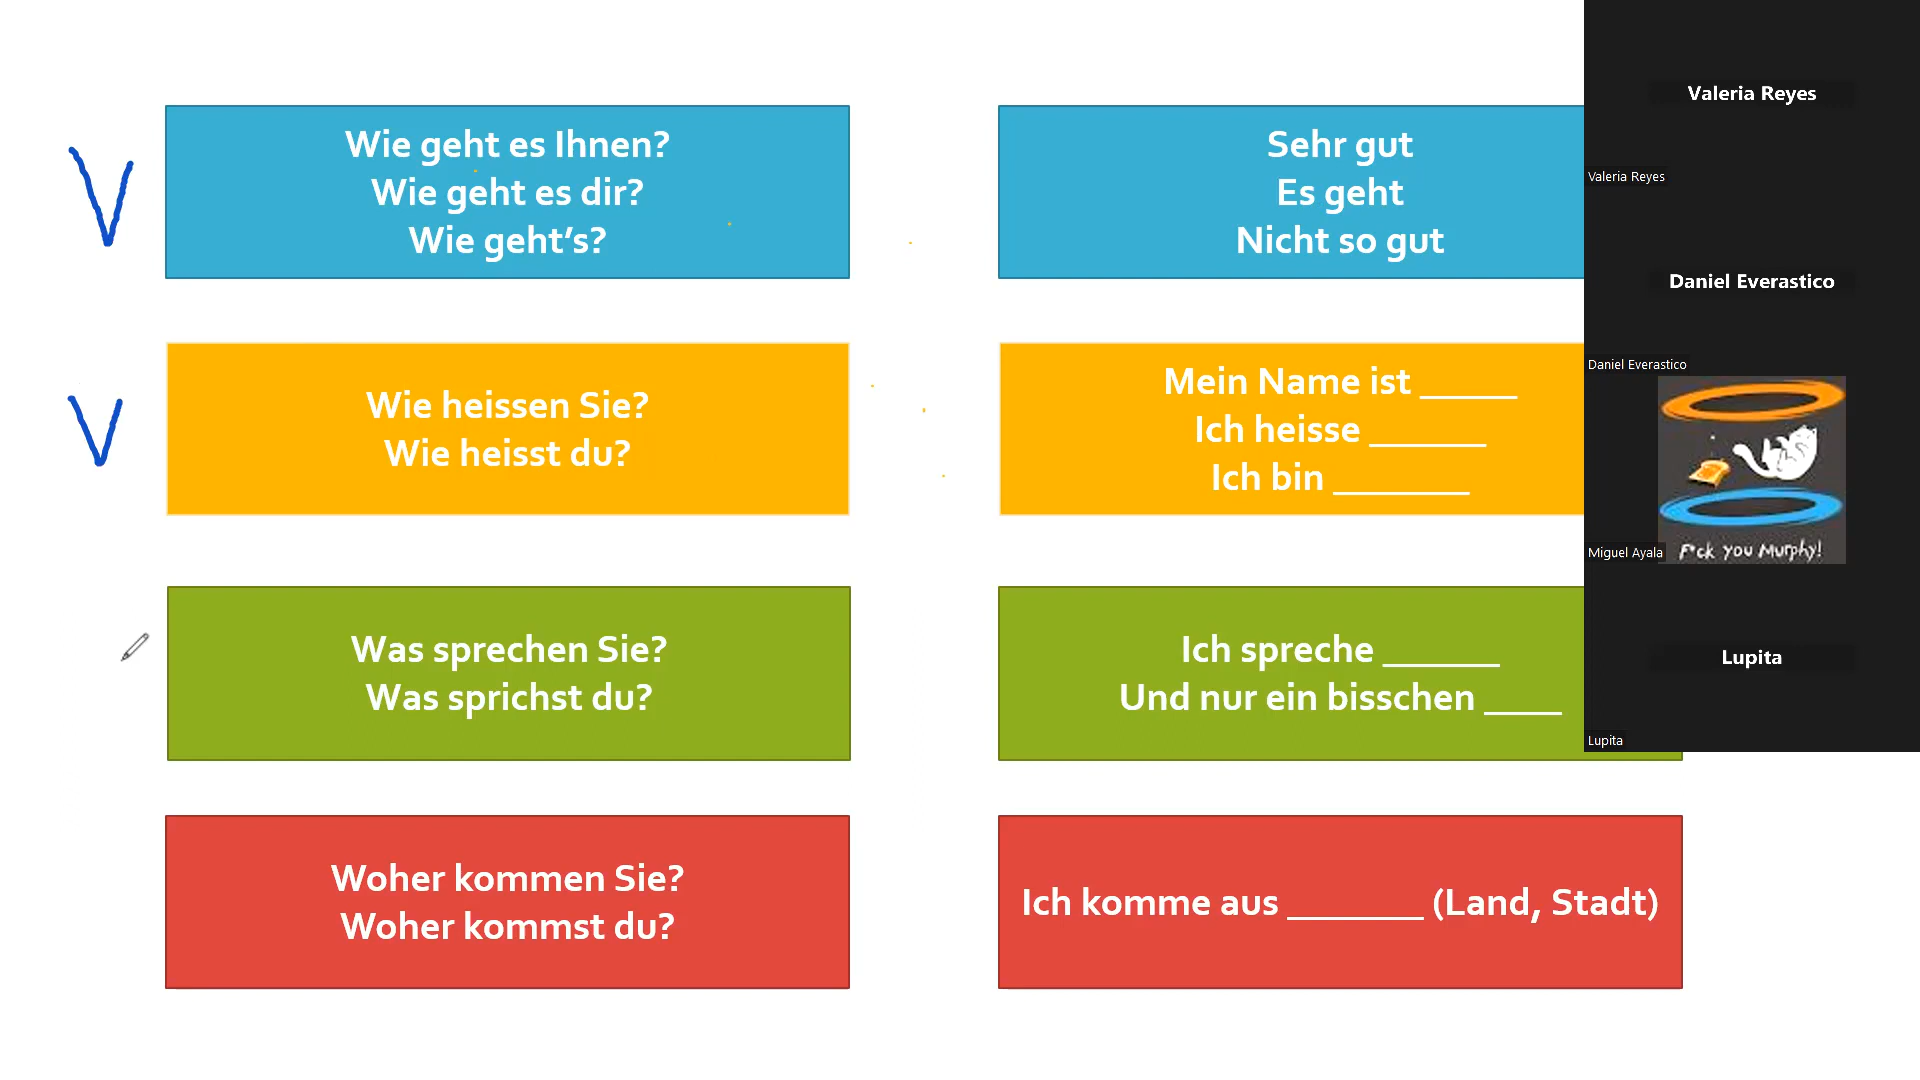 V
Wie geht es Ihnen?
Wie geht es dir?
Wie geht’s?
Sehr gut
Es geht
Nicht so gut
V
Wie heissen Sie?
Wie heisst du?
Mein Name ist _____
Ich heisse ______
Ich bin _______
Was sprechen Sie?
Was sprichst du?
Ich spreche ______
Und nur ein bisschen ____
Woher kommen Sie?
Woher kommst du?
Ich komme aus _______ (Land, Stadt)
Valeria Reyes
Valeria Reyes
Daniel Everastico
Daniel Everastico
F*ck you Murphy!
Miguel Ayala
Lupita
Lupita